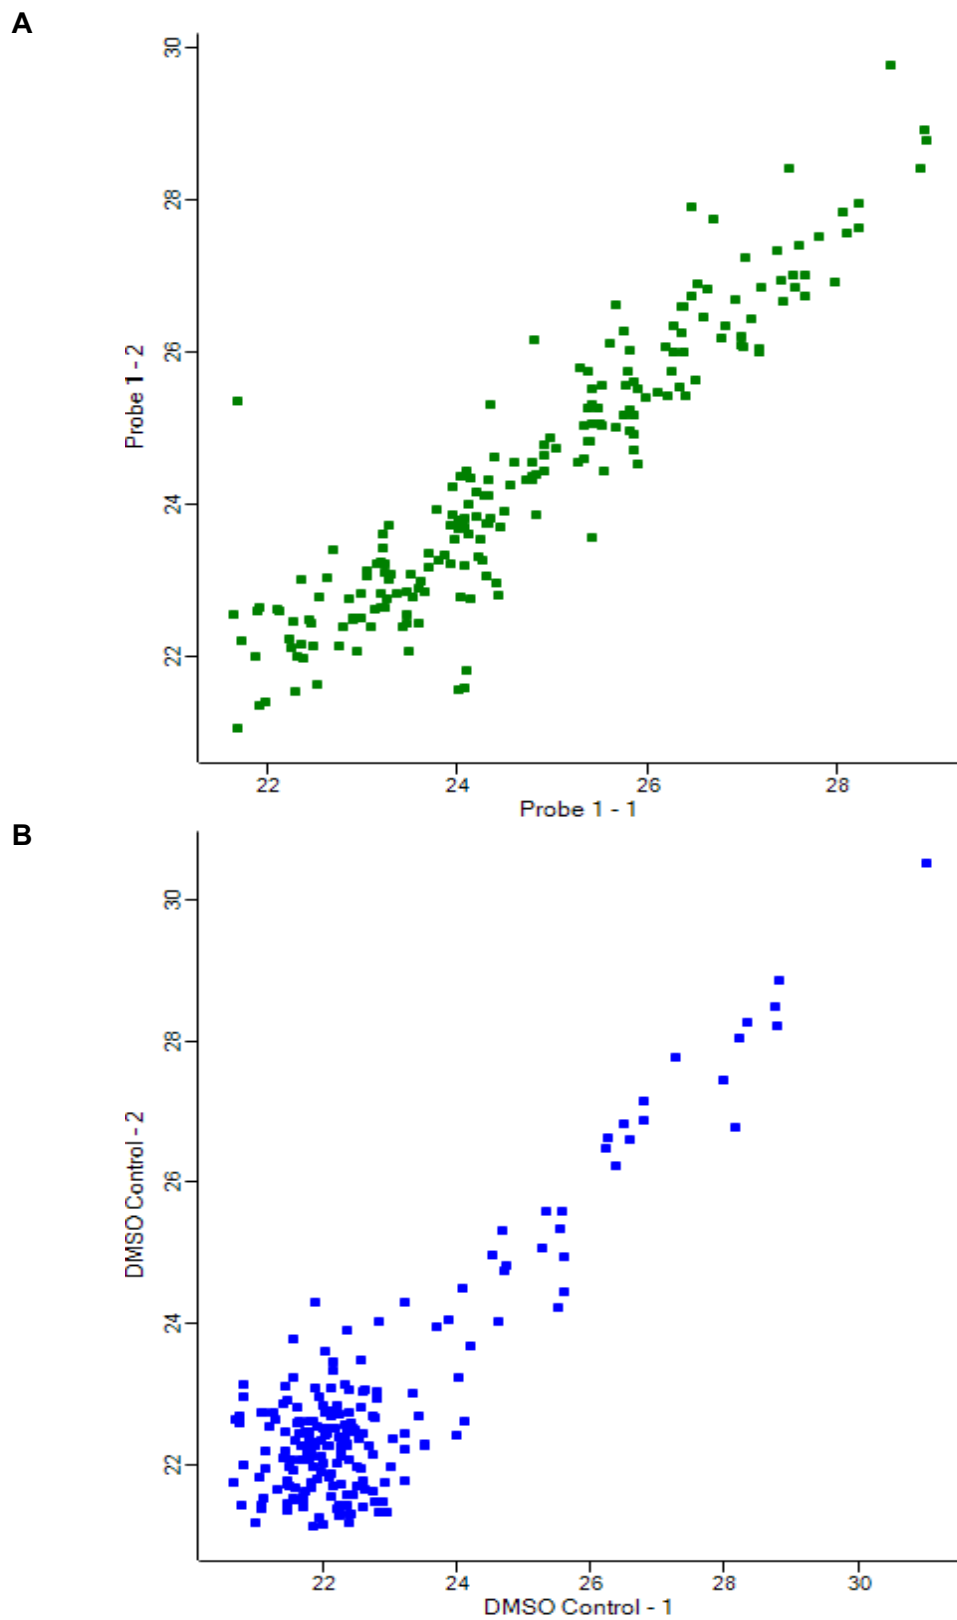 A
30
28
26
24
22
Probe 1 - 2
22 24 26 28
Probe 1 - 1
B
30
28
26
24
22
DMSO Control - 2
22 24 26 28 30
DMSO Control - 1